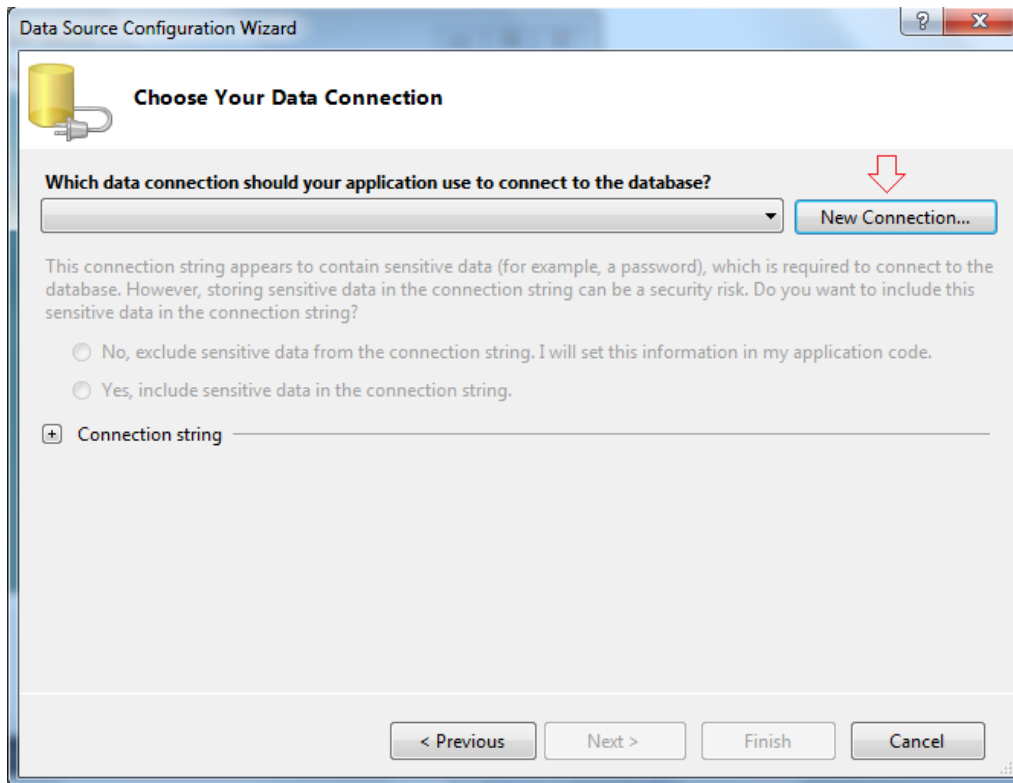 Data Source Configuration Wizard
?
Choose Your Data Connection
Which data connection should your application use to connect to the database?
New Connection...
This connection string appears to contain sensitive data (for example, a password), which is required to connect to the
database. However, storing sensitive data in the connection string can be a security risk. Do you want to include this
sensitive data in the connection string?
No, exclude sensitive data from the connection string. I will set this information in my application code.
Yes, include sensitive data in the connection string.
Connection string
< Previous
Next >
Finish
Cancel